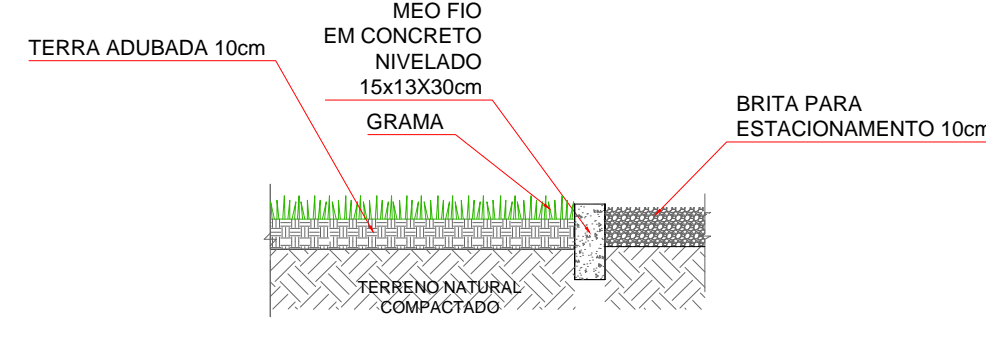 MEO FIO
EM CONCRETO
NIVELADO
15x13X30cm
TERRA ADUBADA 10cm
GRAMA
BRITA PARA
ESTACIONAMENTO 10cm
TERRENO NATURAL
COMPACTADO